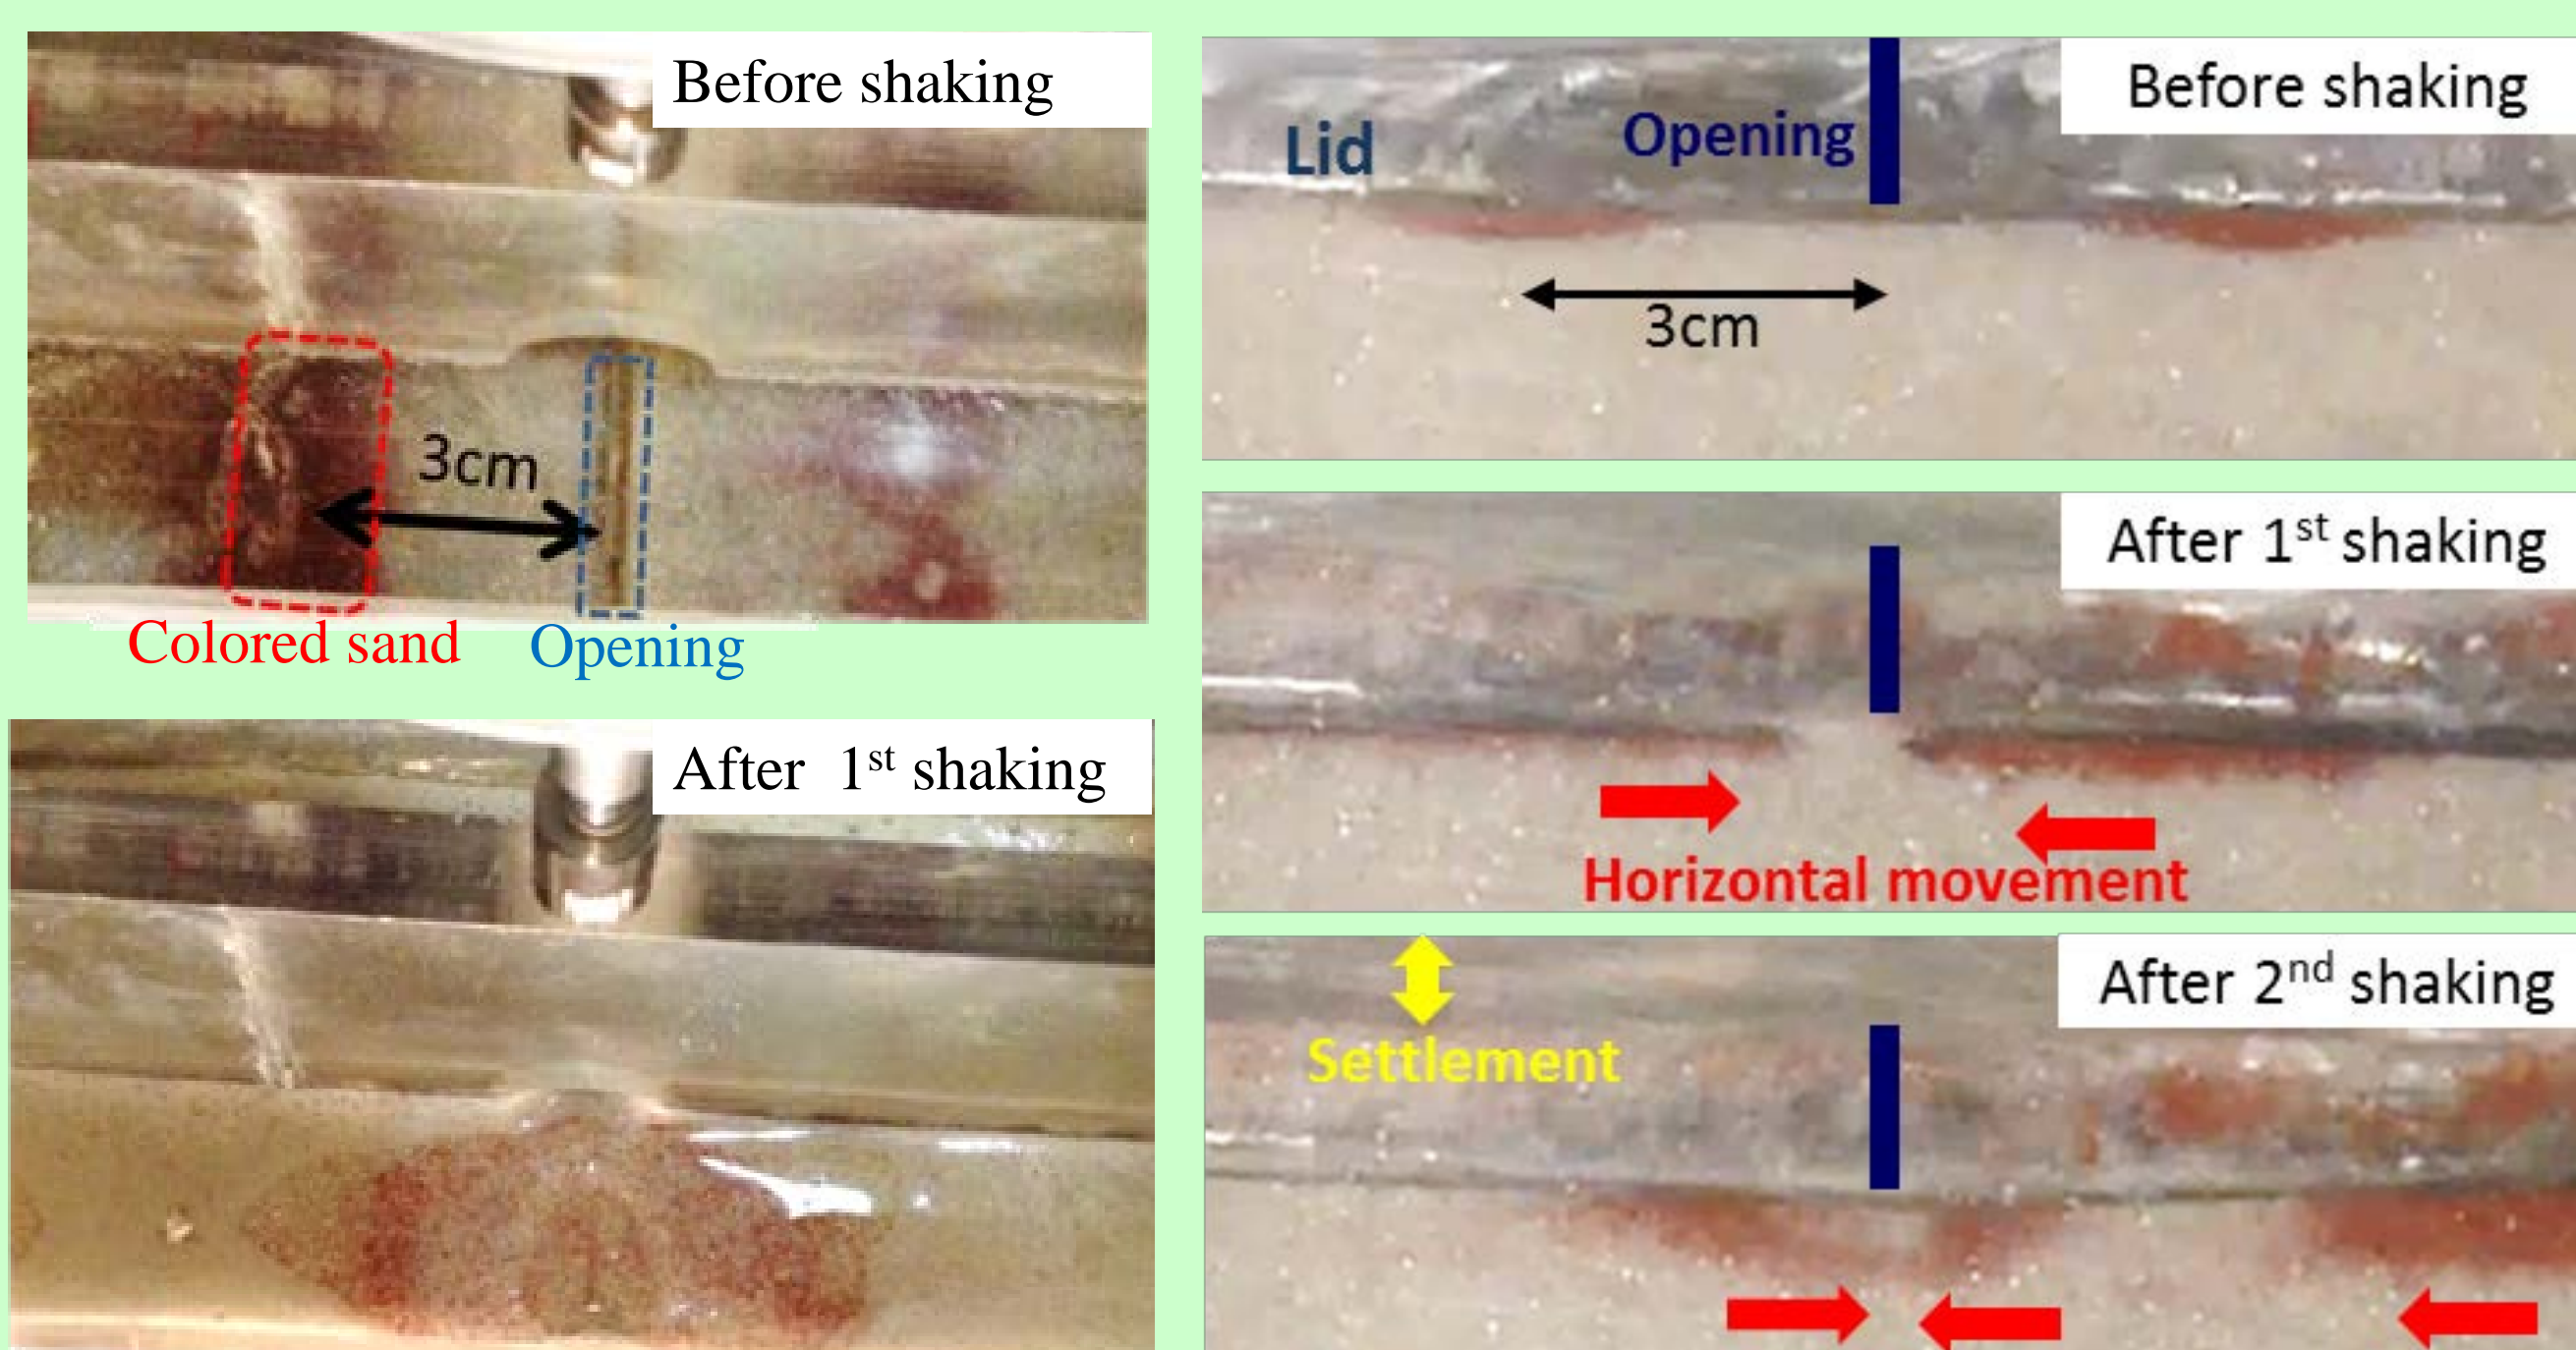 Before shaking
3cm
Colored sand
Opening
After 1st shaking
Before shaking
Lid
Opening
3cm
After 1st shaking
Horizontal movement
After 2nd shaking
Settlement